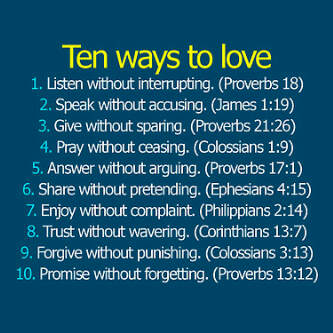 Ten ways to love
1. Listen without interrupting. (Proverbs 18)
2. Speak without accusing. (James 1:19)
3. Give without sparing. (Proverbs 21:26)
4. Pray without ceasing. (Colossians 1:9)
5. Answer without arguing. (Proverbs 17:1)
6. Share without pretending. (Ephesians 4:15)
7. Enjoy without complaint. (Philippians 2:14)
8. Trust without wavering. (Corinthians 13:7)
9. Forgive without punishing. (Colossians 3:13)
10. Promise without forgetting. (Proverbs 13:12)